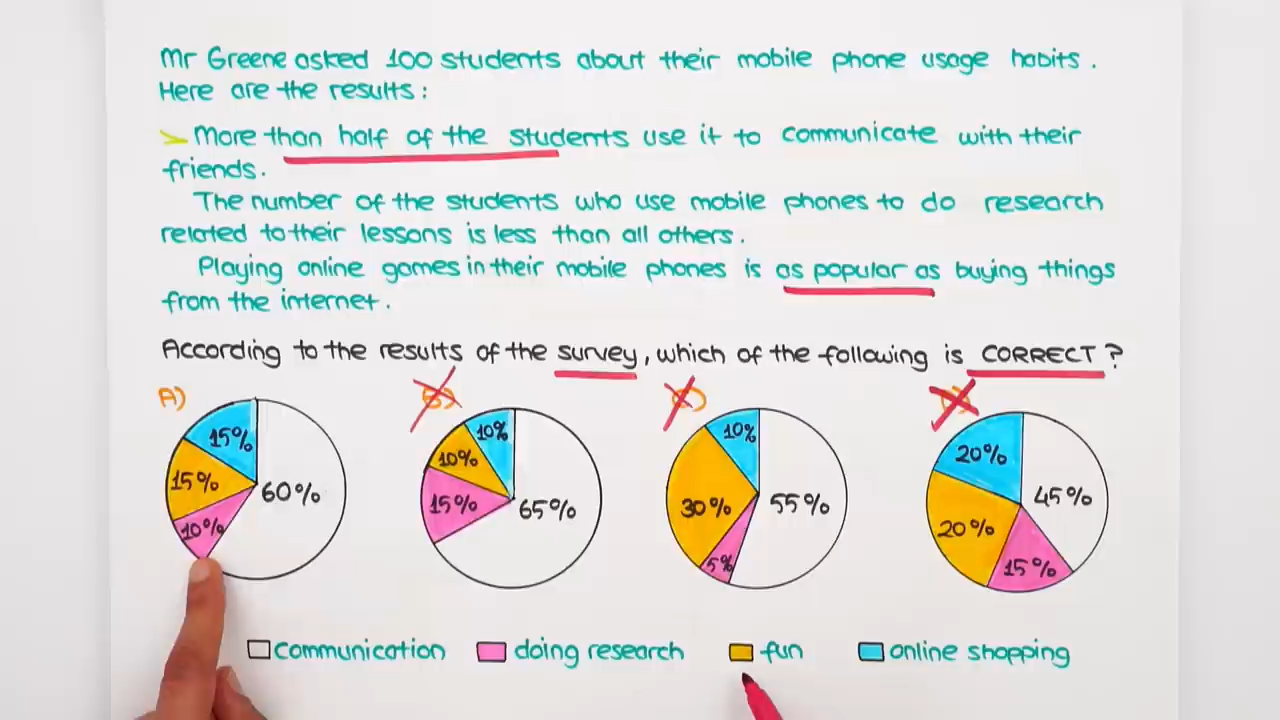 Mr Greene asked 100 students about their mobile phone usage habits.
Here are the results:
More than half of the students use it to communicate with their
friends.
The number of the students who use mobile phones to do research
related to their lessons is less than all others.
Playing online games in their mobile phones is as popular as buying things
from the internet.
According to the results of the survey, which of the following is CORRECT?
A)
15%
15%
60%
10%
B)
10%
10%
15%
65%
10%
30%
55%
5%
20%
45%
20%
15%
communication doing research fun online shopping